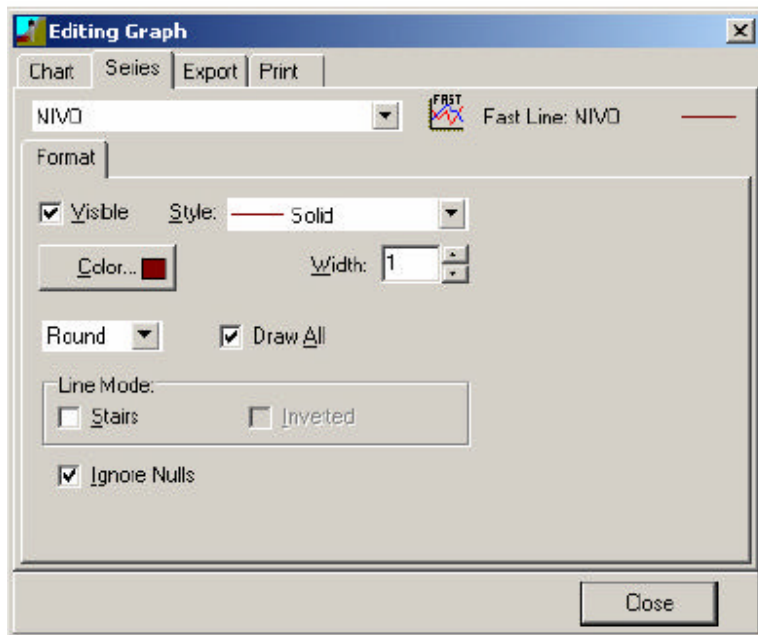 Editing Graph
Chart Series Export Print
NIVO FAST Fast Line: NIVO
Format
Visible Style: Solid
Color... Width: 1
Round Draw All
Line Mode:
Stairs Inverted
Ignore Nulls
Close